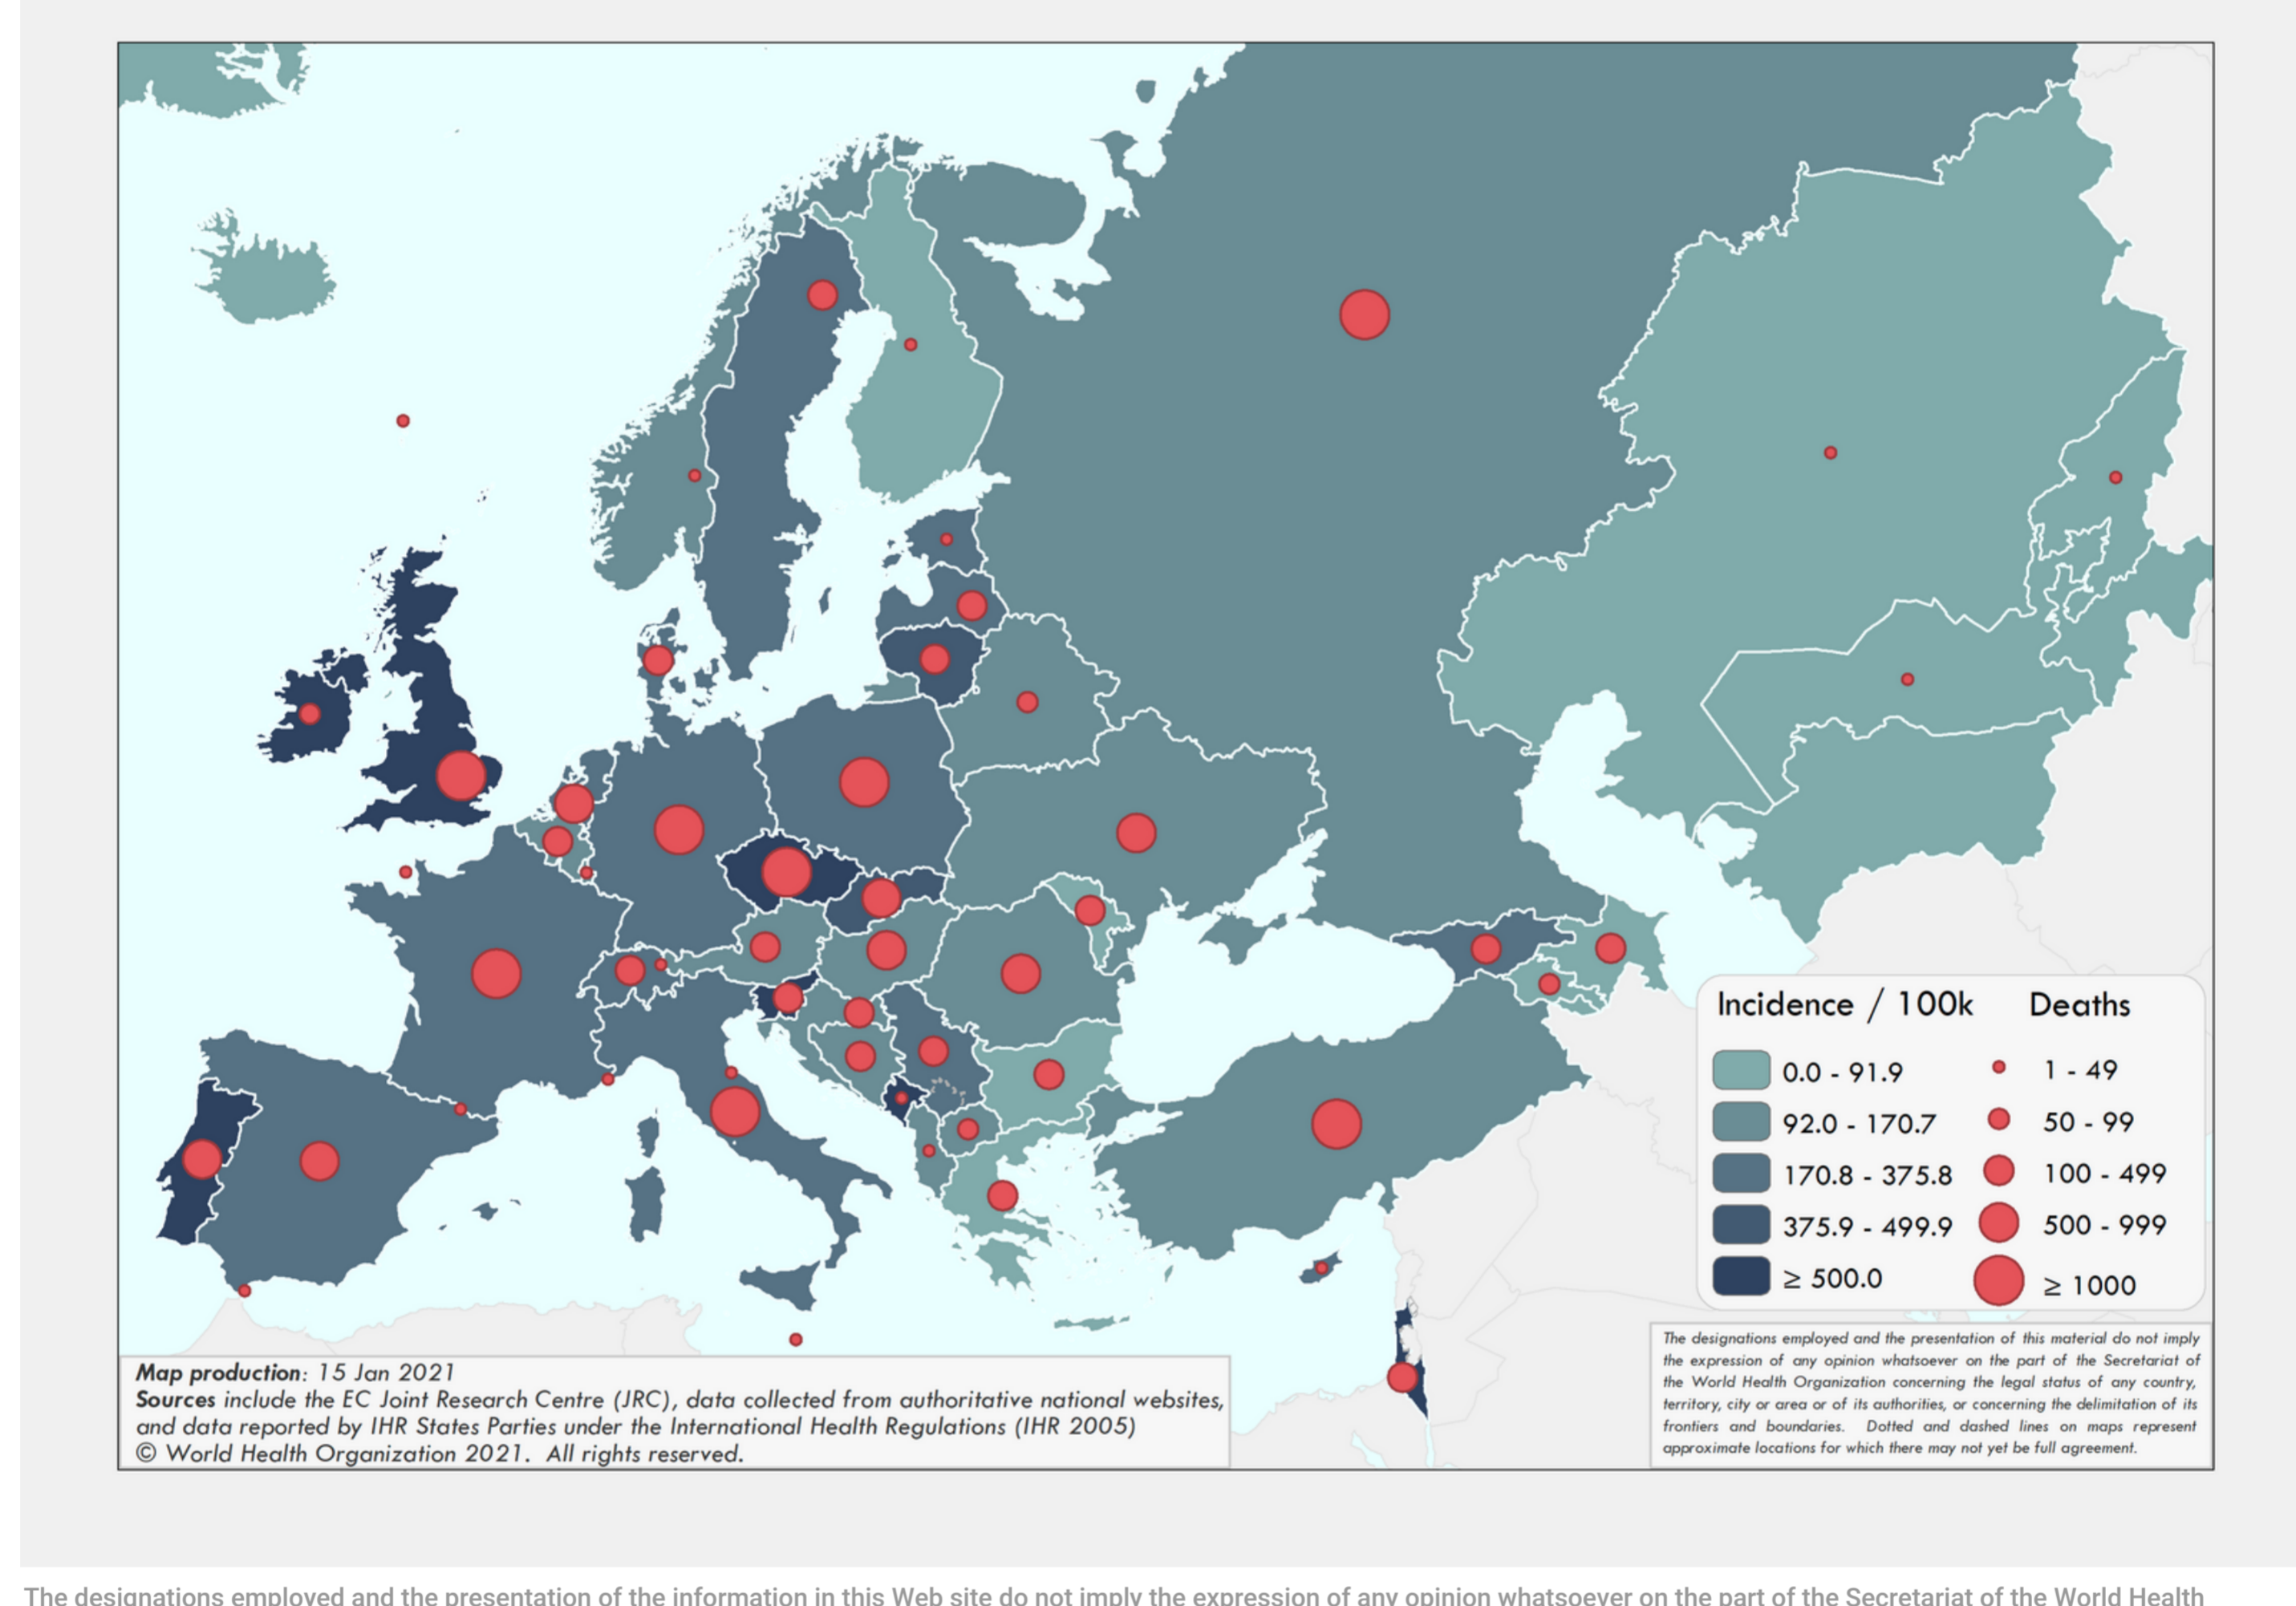 Incidence / 100k Deaths
0.0 - 91.9 1 - 49
92.0 - 170.7 50 - 99
170.8 - 375.8 100 - 499
375.9 - 499.9 500 - 999
≥ 500.0 ≥ 1000
The designations employed and the presentation of this material do not imply
the expression of any opinion whatsoever on the part of the Secretariat of
the World Health Organization concerning the legal status of any country,
territory, city or area or of its authorities, or concerning the delimitation of its
frontiers and boundaries. Dotted and dashed lines on maps represent
approximate locations for which there may not yet be full agreement.
Map production: 15 Jan 2021
Sources include the EC Joint Research Centre (JRC), data collected from authoritative national websites,
and data reported by IHR States Parties under the International Health Regulations (IHR 2005)
© World Health Organization 2021. All rights reserved.
The designations employed and the presentation of the information in this Web site do not imply the expression of any opinion whatsoever on the part of the Secretariat of the World Health